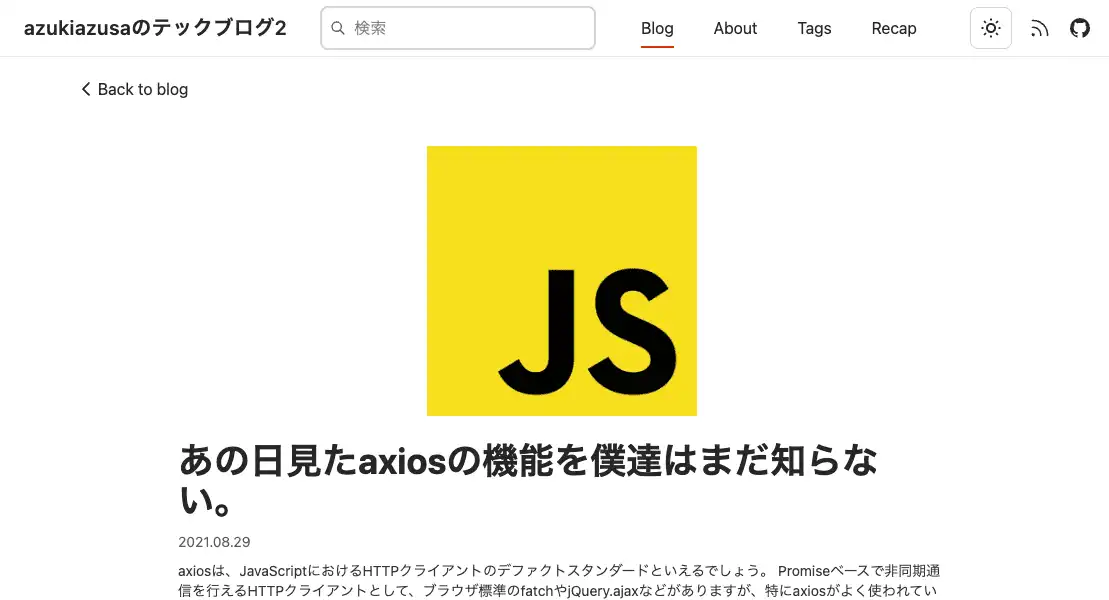 azukiazusaのテックブログ2
検索
Blog
About
Tags
Recap
Back to blog
JS
あの日見たaxiosの機能を僕達はまだ知らな
い。
2021.08.29
axiosは、JavaScriptにおけるHTTPクライアントのデファクトスタンダードといえるでしょう。 Promiseベースで非同期通
信を行えるHTTPクライアントとして、ブラウザ標準のfatchやjQuery.ajaxなどがありますが、特にaxiosがよく使われてい